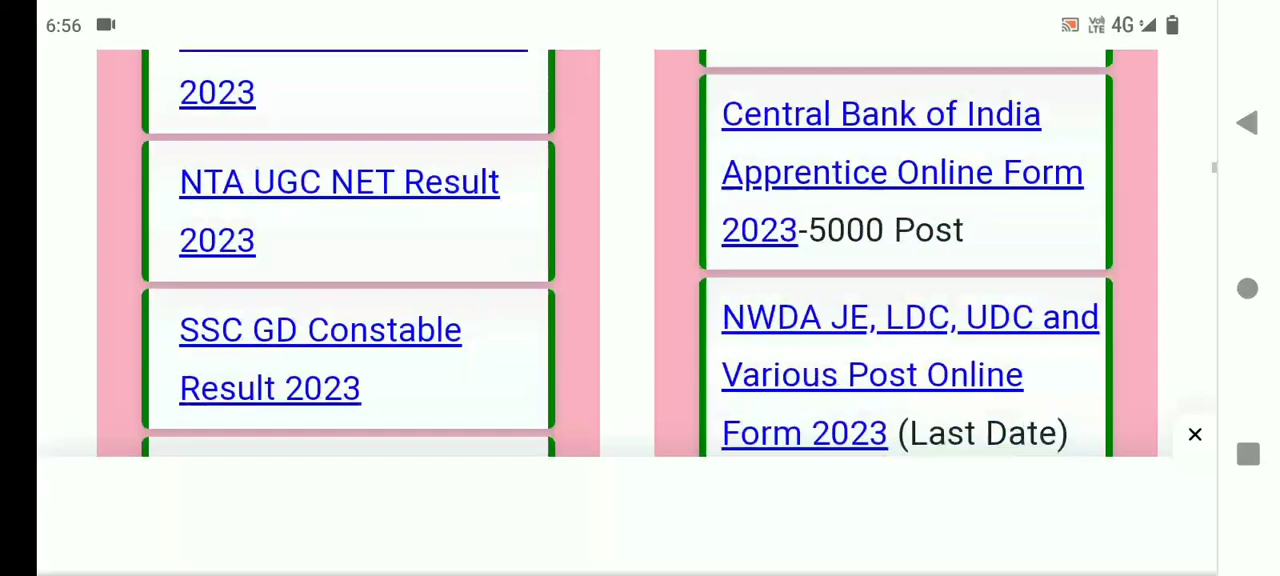 6:56
VoLTE 4G
2023
NTA UGC NET Result
2023
SSC GD Constable
Result 2023
Central Bank of India
Apprentice Online Form
2023-5000 Post
NWDA JE, LDC, UDC and
Various Post Online
Form 2023 (Last Date)